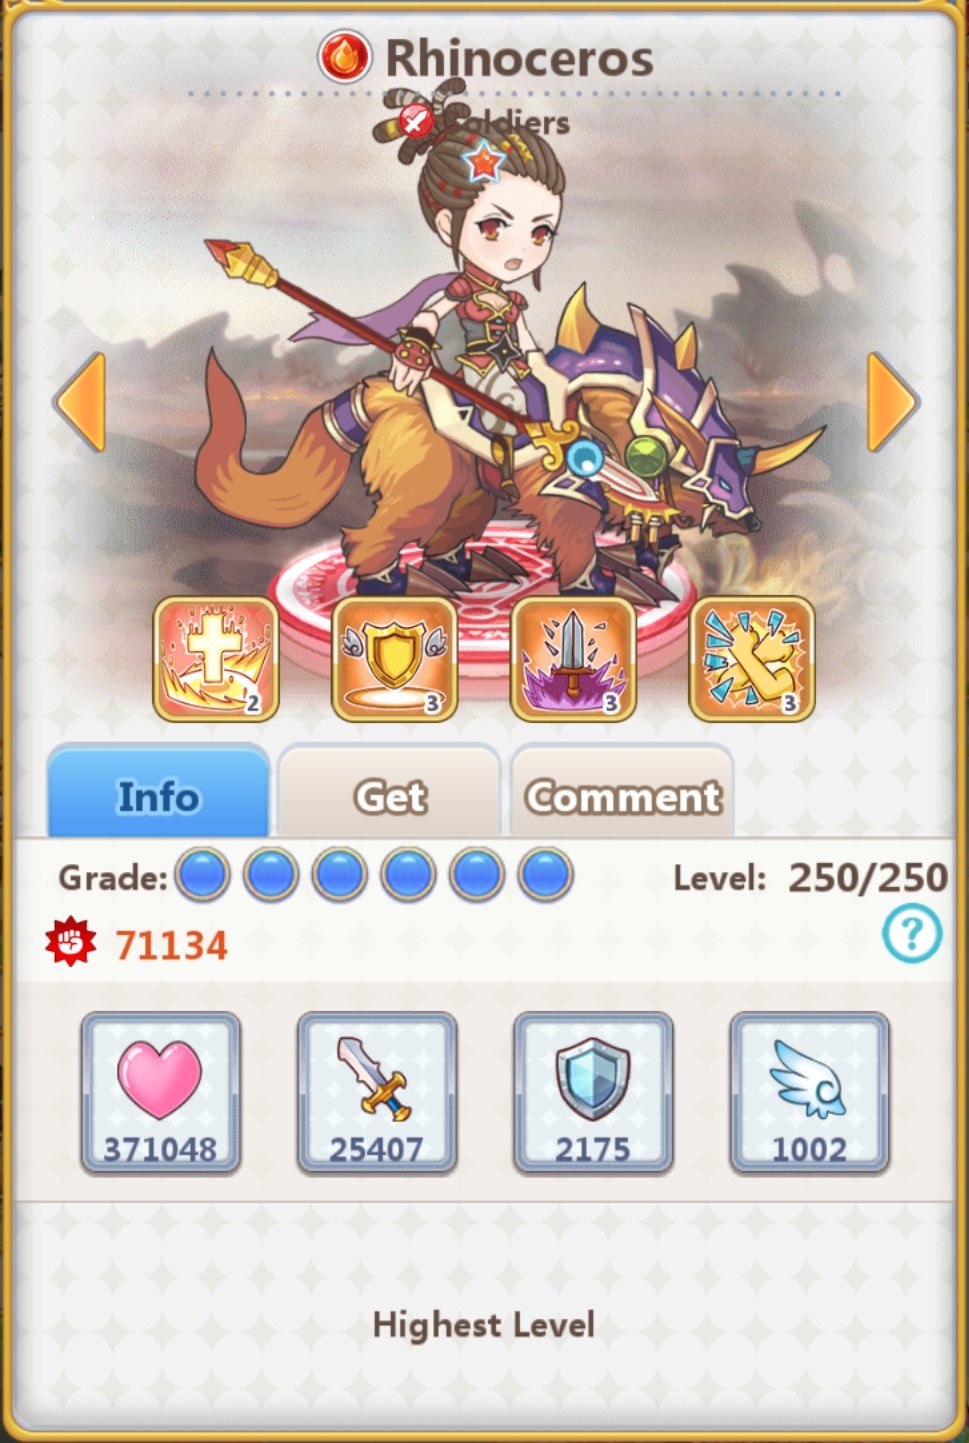 Rhinoceros
Soldiers
2
3
3
3
Info
Get
Comment
Grade:
Level: 250/250
71134
?
371048
25407
2175
1002
Highest Level